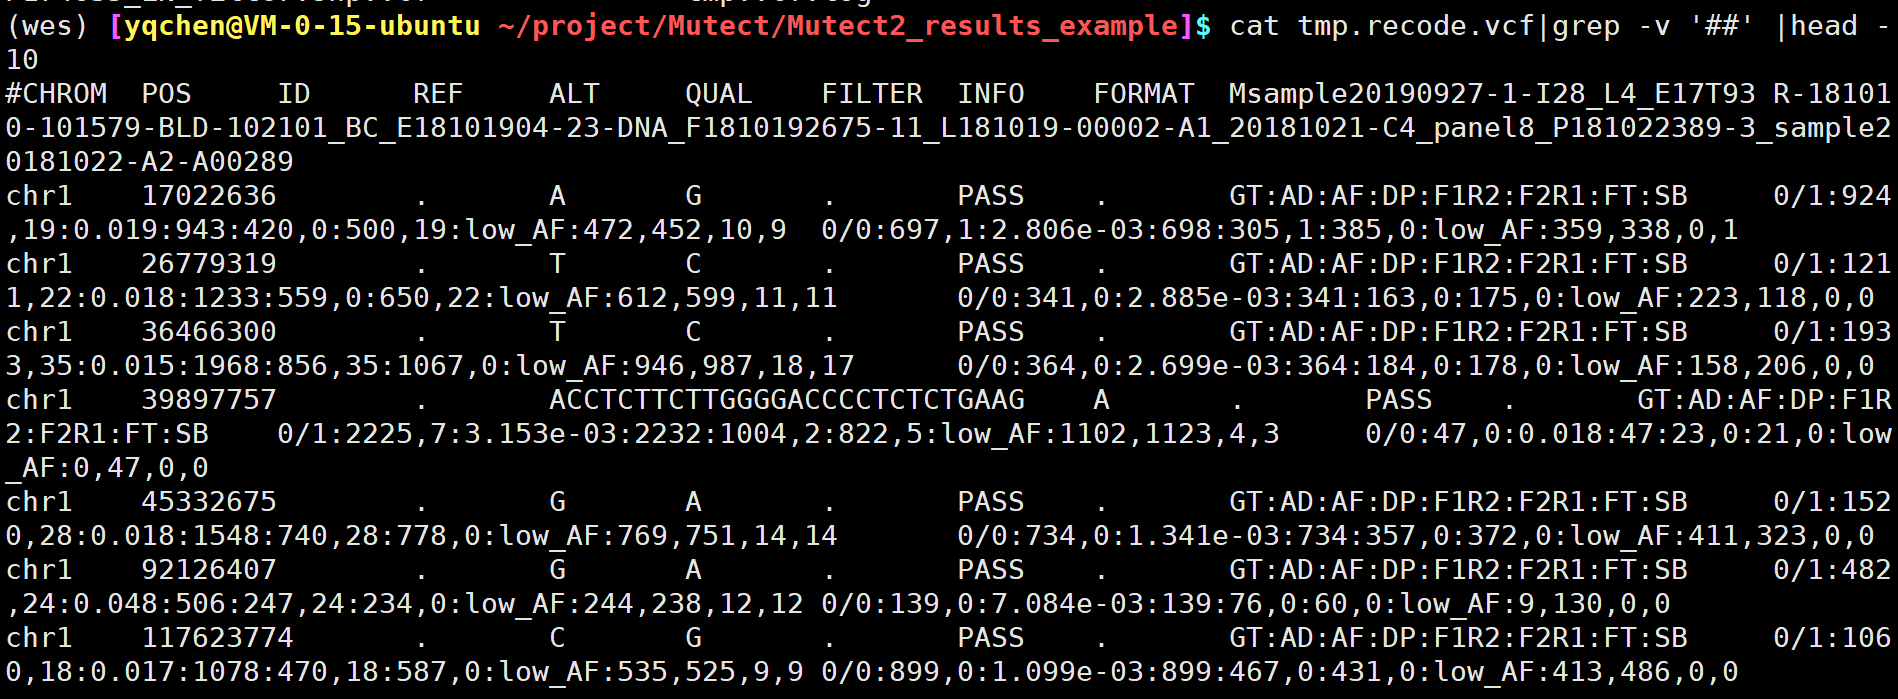 (wes) [yqchen@VM-0-15-ubuntu ~/project/Mutect/Mutect2_results_example]$ cat tmp.recode.vcf|grep -v '##' |head -
10
#CHROM  POS     ID      REF     ALT     QUAL    FILTER  INFO    FORMAT  Msample20190927-1-I28_L4_E17T93 R-18101
0-101579-BLD-102101_BC_E18101904-23-DNA_F1810192675-11_L181019-00002-A1_20181021-C4_panel8_P181022389-3_sample2
0181022-A2-A00289
chr1    17022636        .       A       G       .       PASS    .       GT:AD:AF:DP:F1R2:F2R1:FT:SB     0/1:924
,19:0.019:943:420,0:500,19:low_AF:472,452,10,9  0/0:697,1:2.806e-03:698:305,1:385,0:low_AF:359,338,0,1
chr1    26779319        .       T       C       .       PASS    .       GT:AD:AF:DP:F1R2:F2R1:FT:SB     0/1:121
1,22:0.018:1233:559,0:650,22:low_AF:612,599,11,11       0/0:341,0:2.885e-03:341:163,0:175,0:low_AF:223,118,0,0
chr1    36466300        .       T       C       .       PASS    .       GT:AD:AF:DP:F1R2:F2R1:FT:SB     0/1:193
3,35:0.015:1968:856,35:1067,0:low_AF:946,987,18,17      0/0:364,0:2.699e-03:364:184,0:178,0:low_AF:158,206,0,0
chr1    39897757        .       ACCTCTTCTTGGGGACCCCTCTCTGAAG    A       .       PASS    .       GT:AD:AF:DP:F1R
2:F2R1:FT:SB    0/1:2225,7:3.153e-03:2232:1004,2:822,5:low_AF:1102,1123,4,3     0/0:47,0:0.018:47:23,0:21,0:low
_AF:0,47,0,0
chr1    45332675        .       G       A       .       PASS    .       GT:AD:AF:DP:F1R2:F2R1:FT:SB     0/1:152
0,28:0.018:1548:740,28:778,0:low_AF:769,751,14,14       0/0:734,0:1.341e-03:734:357,0:372,0:low_AF:411,323,0,0
chr1    92126407        .       G       A       .       PASS    .       GT:AD:AF:DP:F1R2:F2R1:FT:SB     0/1:482
,24:0.048:506:247,24:234,0:low_AF:244,238,12,12 0/0:139,0:7.084e-03:139:76,0:60,0:low_AF:9,130,0,0
chr1    117623774       .       C       G       .       PASS    .       GT:AD:AF:DP:F1R2:F2R1:FT:SB     0/1:106
0,18:0.017:1078:470,18:587,0:low_AF:535,525,9,9 0/0:899,0:1.099e-03:899:467,0:431,0:low_AF:413,486,0,0